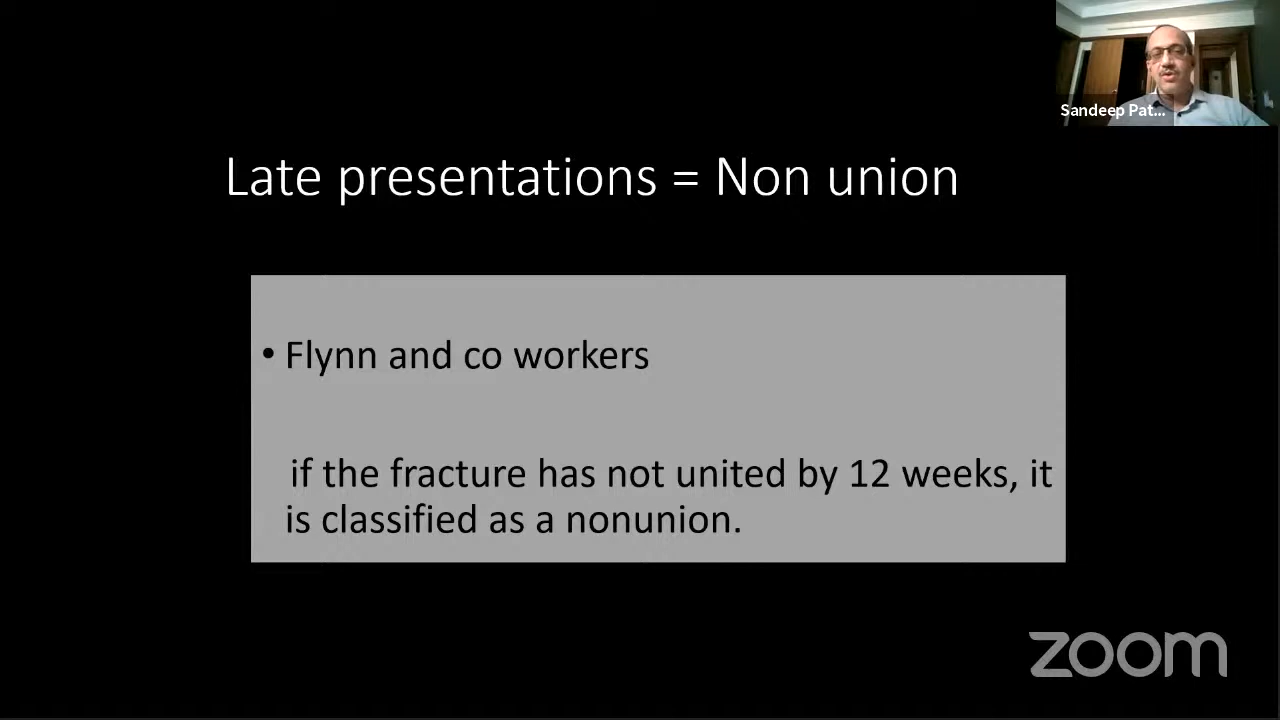 Sandeep Pat...
Late presentations = Non union
• Flynn and co workers
if the fracture has not united by 12 weeks, it
is classified as a nonunion.
zoom